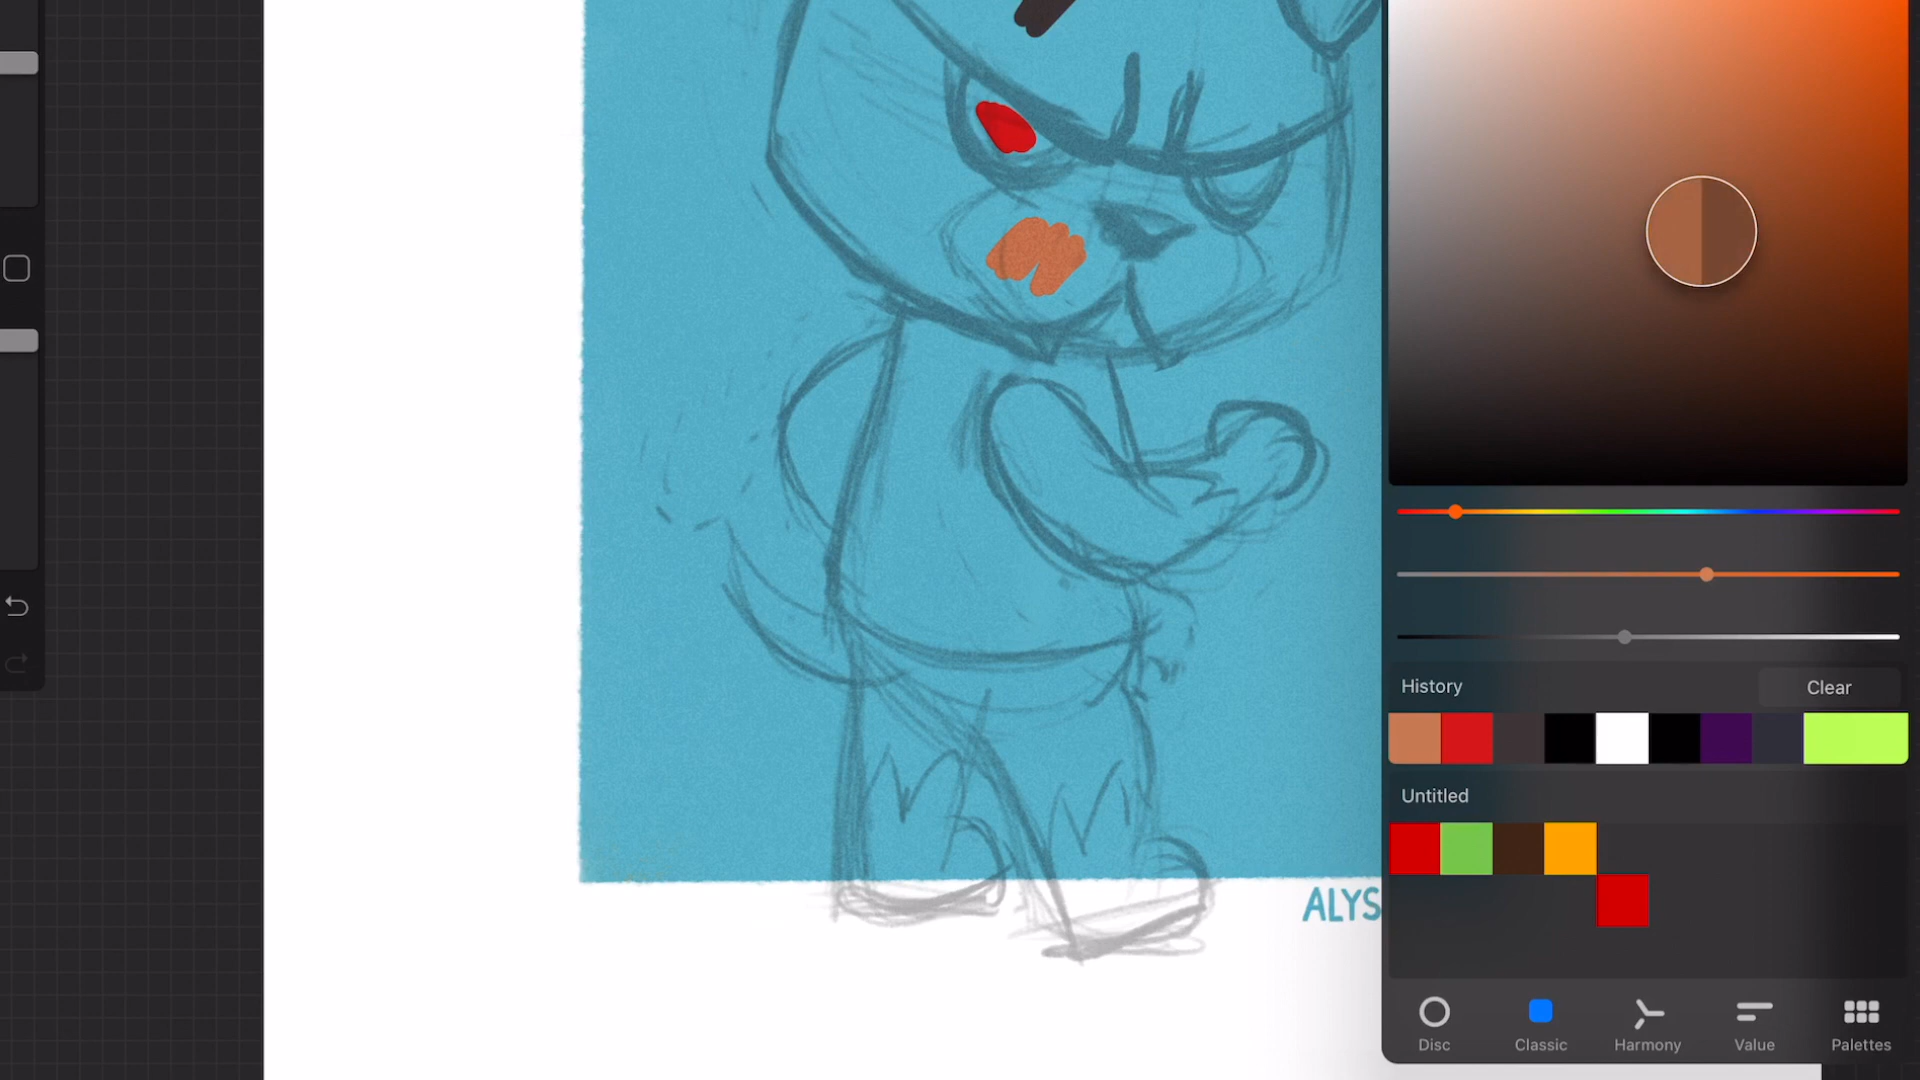 History
Clear
Untitled
ALYS
Disc
Classic
Harmony
Value
Palettes